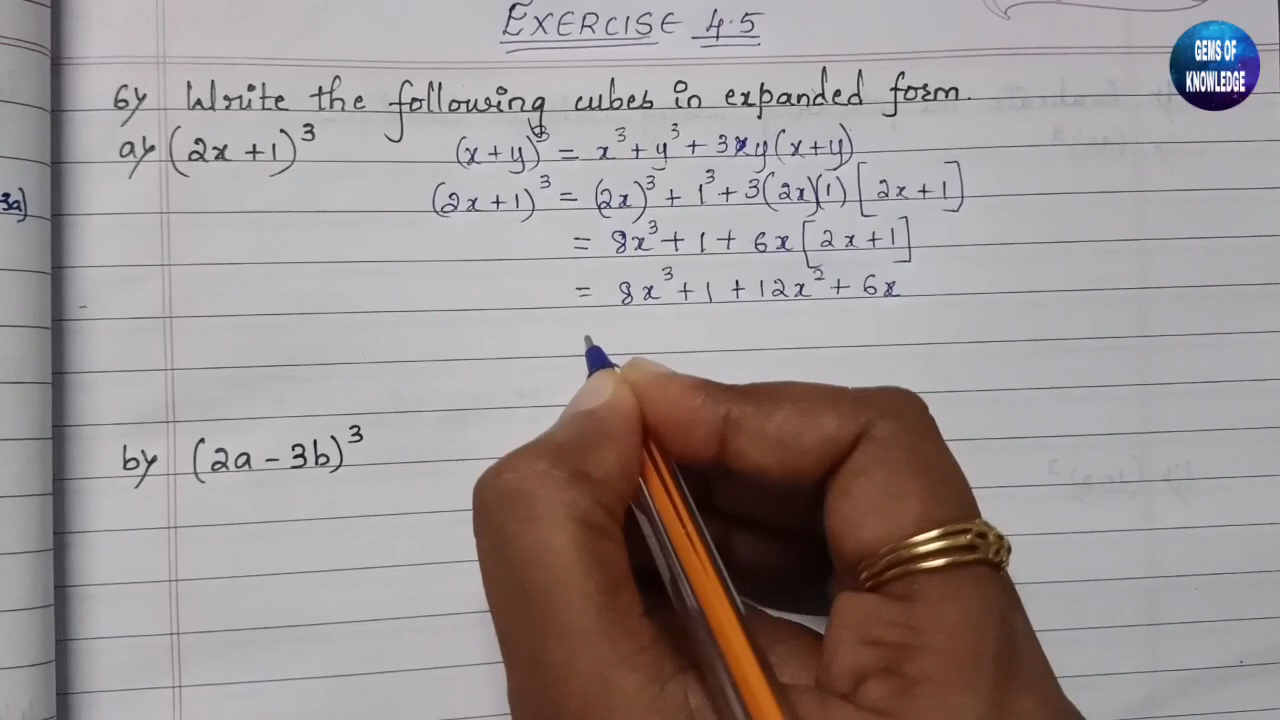 EXERCISE 4.5
GEMS OF
KNOWLEDGE
6) Write the following cubes in expanded form.
a) (2x+1)³ (x+y)³ = x³+y³+3xy(x+y)
3a)
(2x+1)³ = (2x)³+1³+3(2x)(1)[2x+1]
= 8x³+1+6x[2x+1]
= 8x³+1+12x²+6x
b) (2a-3b)³